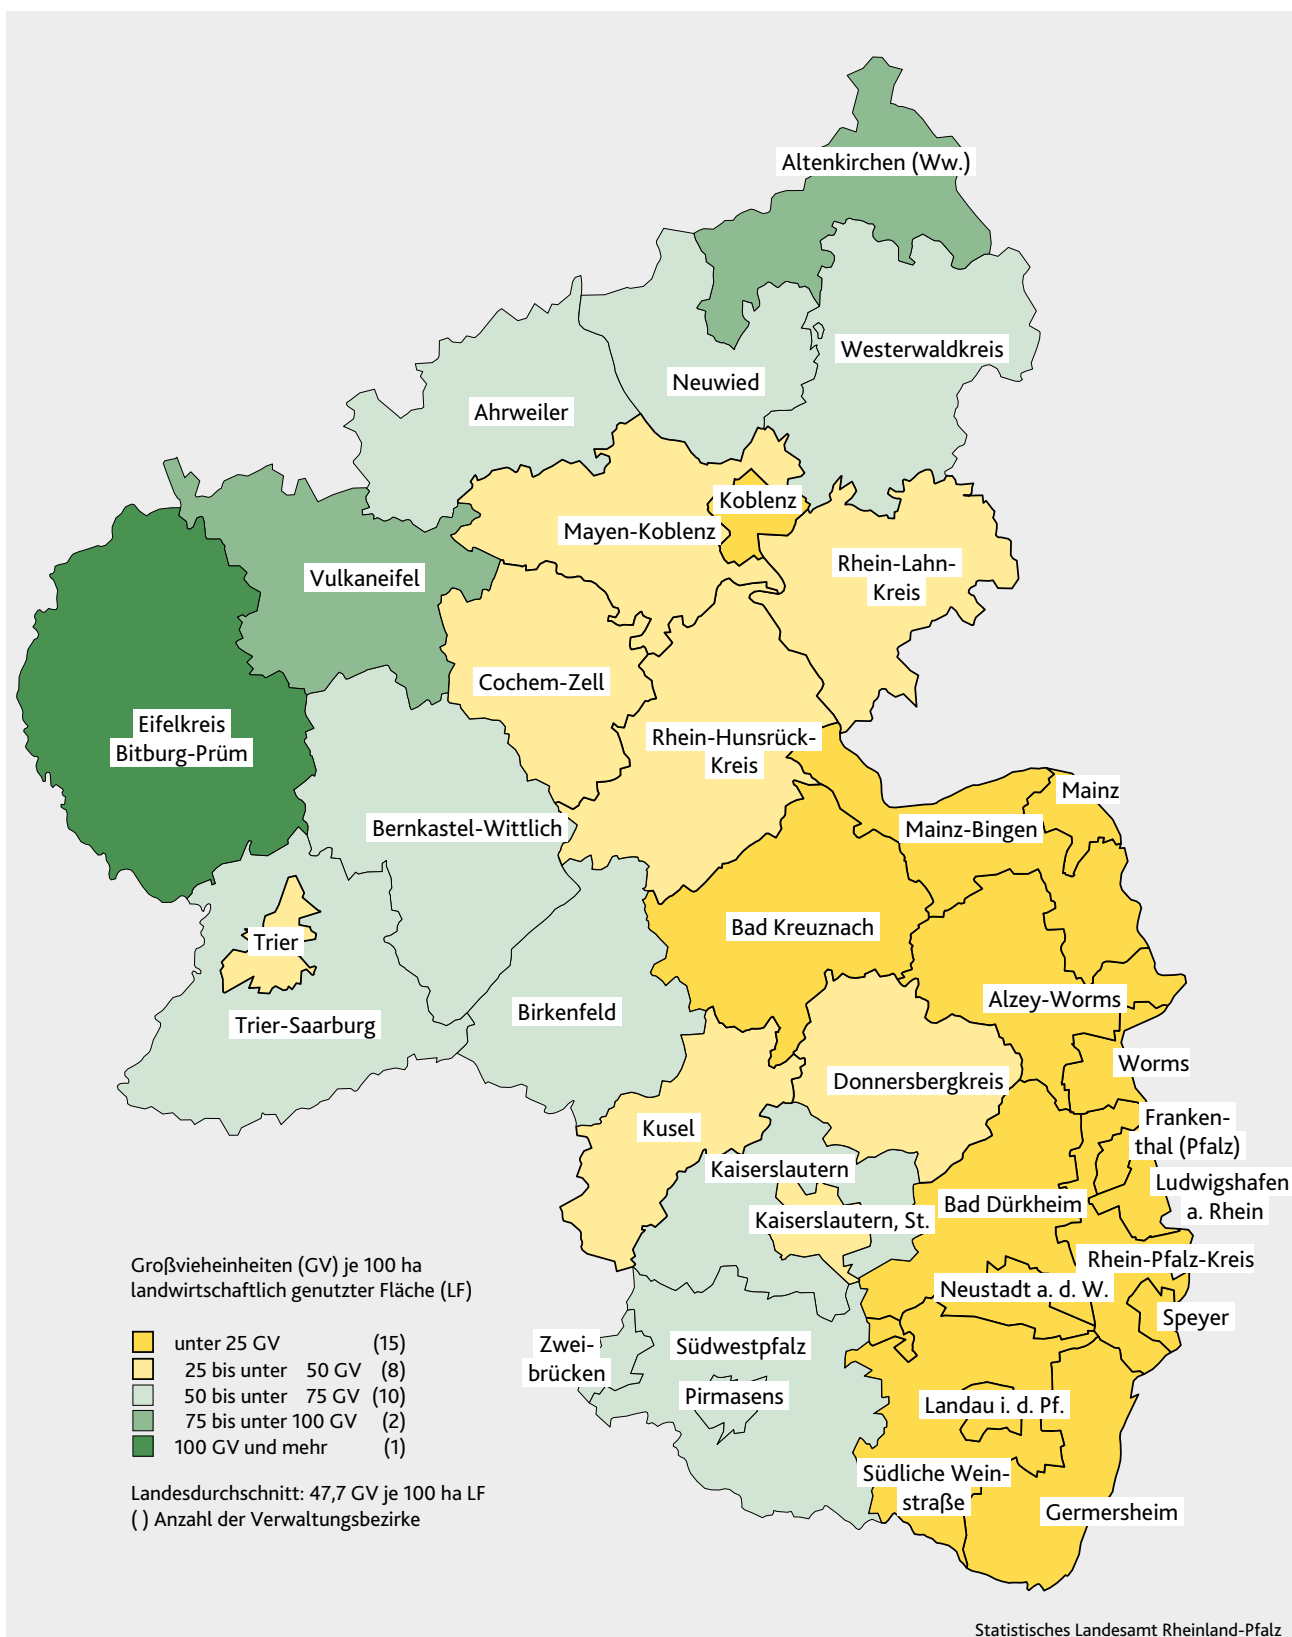 Altenkirchen (Ww.)
Westerwaldkreis
Neuwied
Ahrweiler
Koblenz
Mayen-Koblenz
Rhein-Lahn-
Kreis
Vulkaneifel
Cochem-Zell
Eifelkreis
Bitburg-Prüm
Rhein-Hunsrück-
Kreis
Mainz
Mainz-Bingen
Bernkastel-Wittlich
Bad Kreuznach
Trier
Alzey-Worms
Birkenfeld
Trier-Saarburg
Worms
Donnersbergkreis
Kusel
Franken-
thal (Pfalz)
Kaiserslautern
Ludwigshafen
a. Rhein
Bad Dürkheim
Kaiserslautern, St.
Rhein-Pfalz-Kreis
Neustadt a. d. W.
Speyer
Zwei-
brücken
Südwestpfalz
Pirmasens
Landau i. d. Pf.
Südliche Wein-
straße
Germersheim
Großvieheinheiten (GV) je 100 ha
landwirtschaftlich genutzter Fläche (LF)
unter 25 GV (15)
25 bis unter 50 GV (8)
50 bis unter 75 GV (10)
75 bis unter 100 GV (2)
100 GV und mehr (1)
Landesdurchschnitt: 47,7 GV je 100 ha LF
( ) Anzahl der Verwaltungsbezirke
Statistisches Landesamt Rheinland-Pfalz